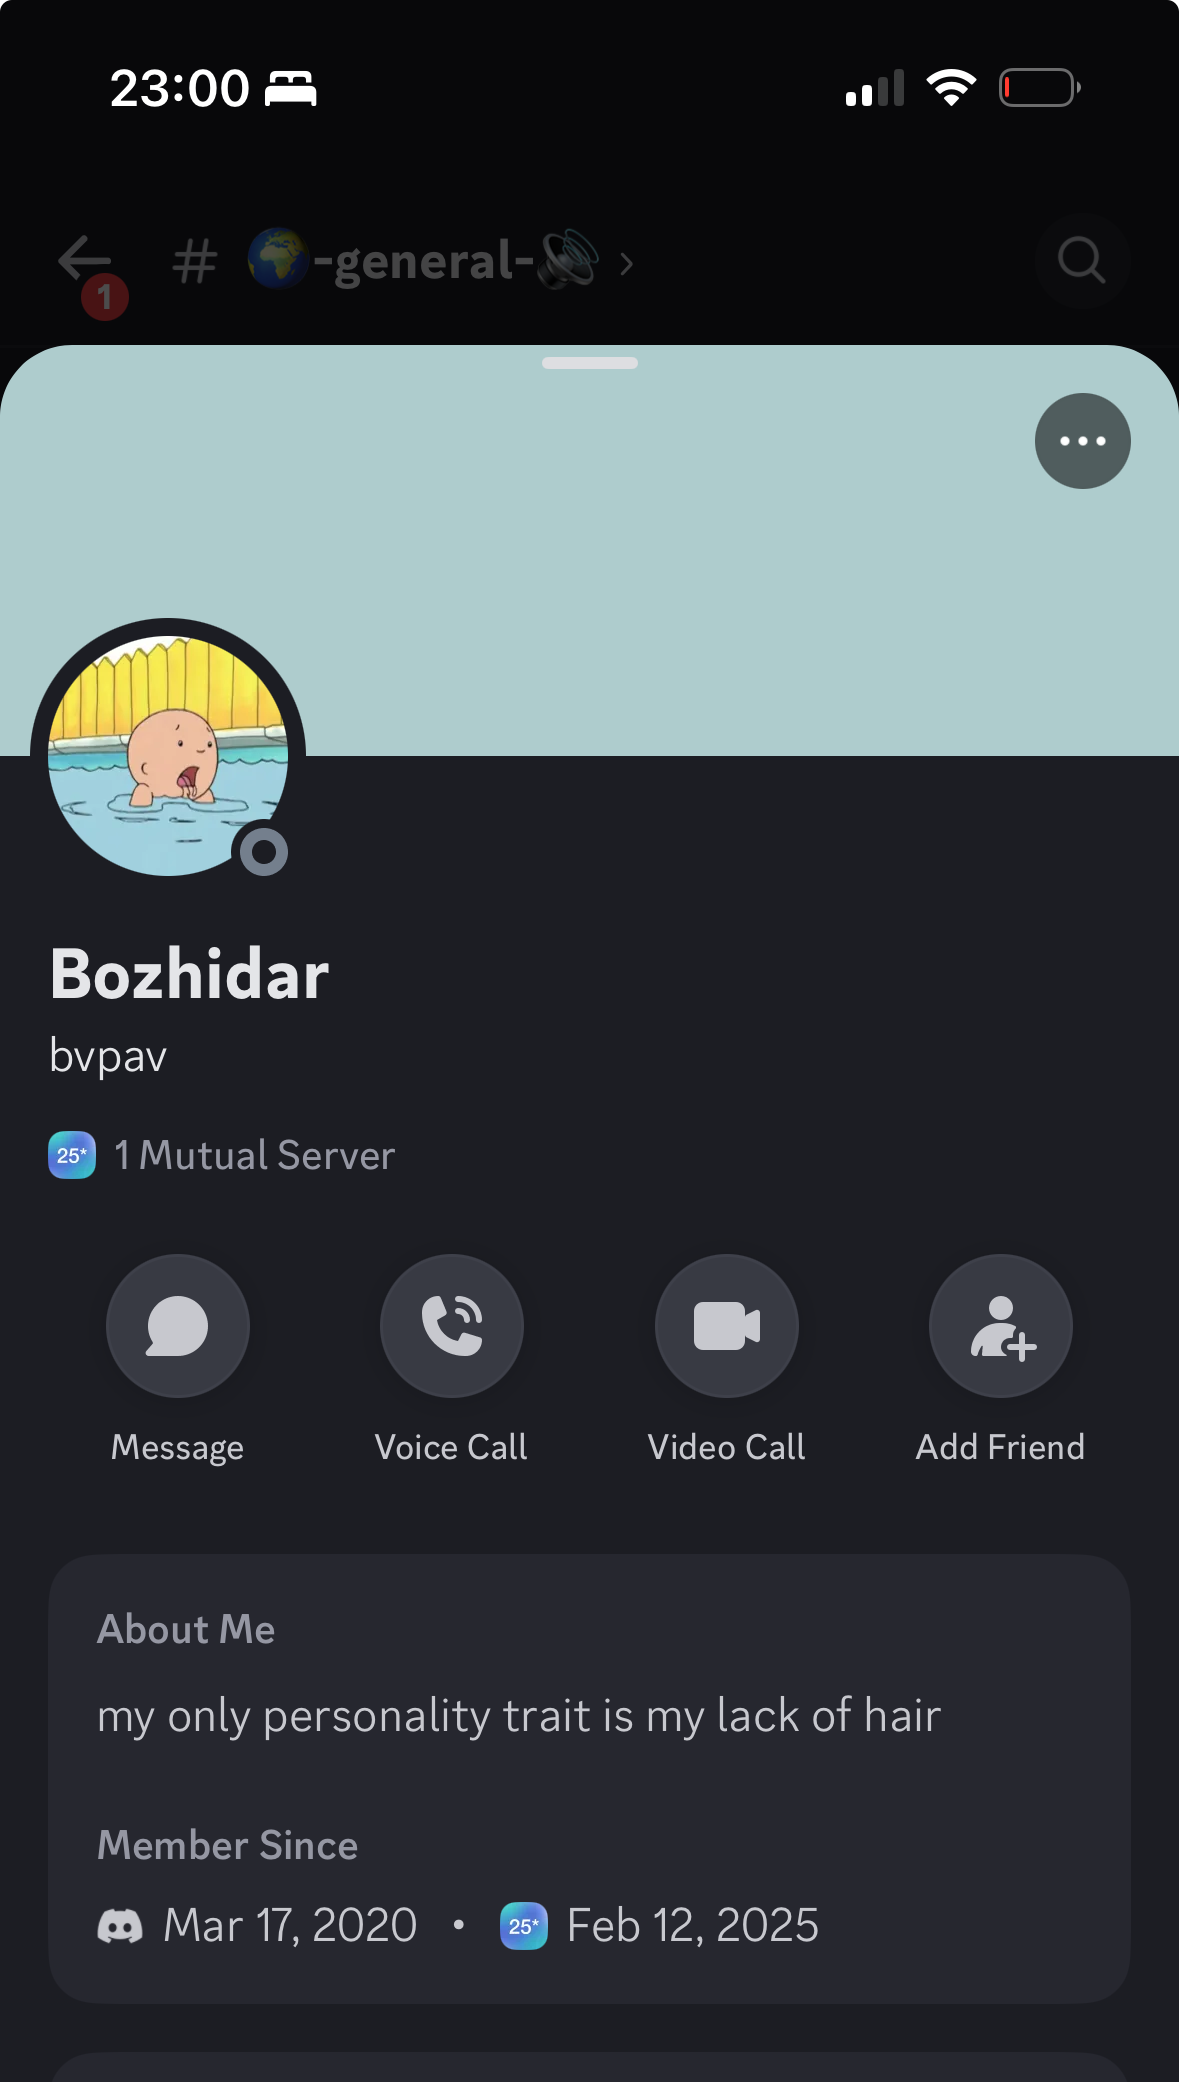 23:00
1
# 🌍-general-🔊 ›
Bozhidar
bvpav
25* 1 Mutual Server
Message Voice Call Video Call Add Friend
About Me
my only personality trait is my lack of hair
Member Since
Mar 17, 2020 • 25* Feb 12, 2025